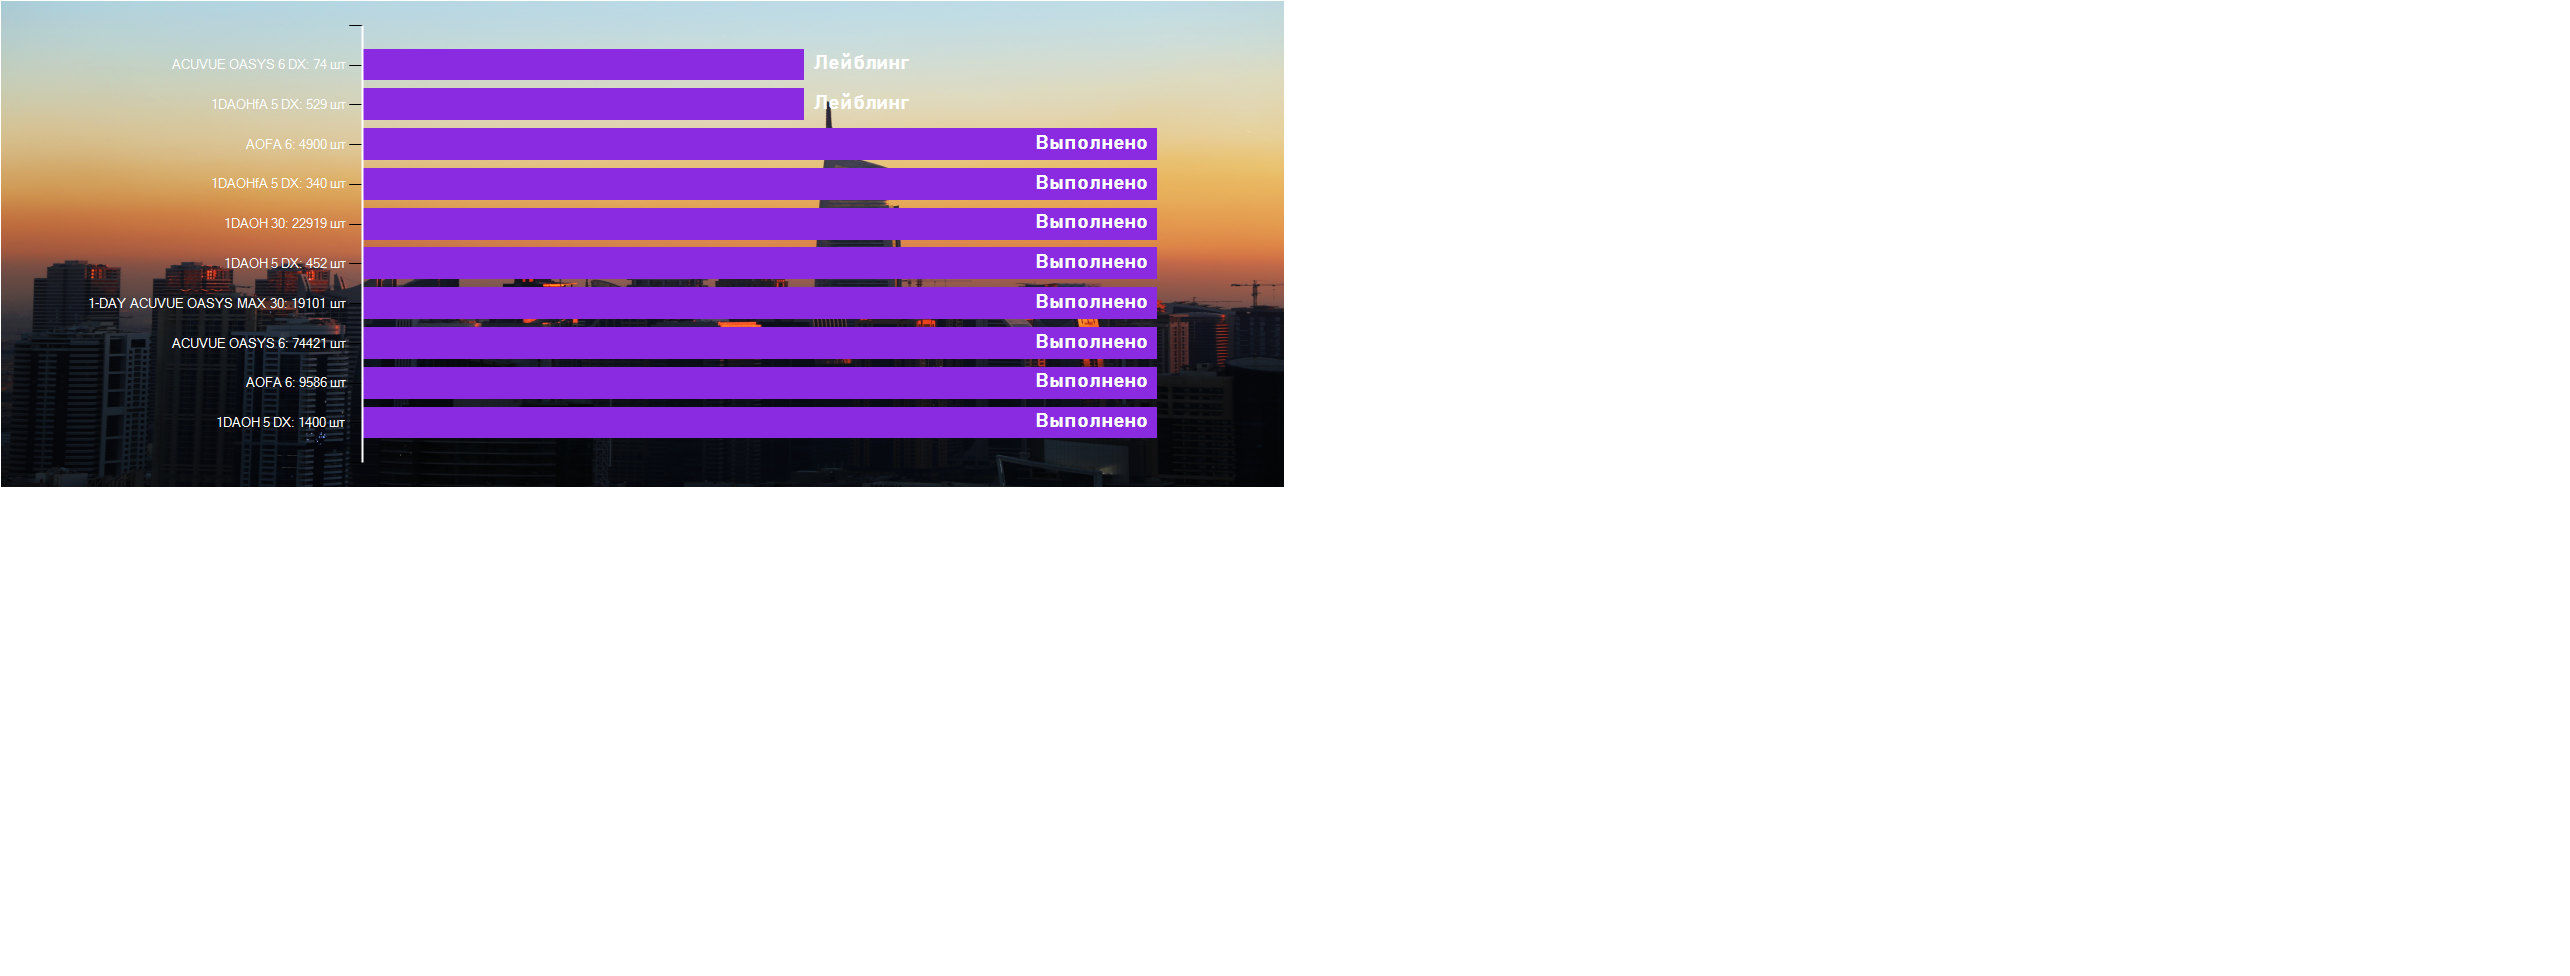 ACUVUE OASYS 6 DX: 74 шт Лейблинг
1DAOHfA 5 DX: 529 шт Лейблинг
AOFA 6: 4900 шт Выполнено
1DAOHfA 5 DX: 340 шт Выполнено
1DAOH 30: 22919 шт Выполнено
1DAOH 5 DX: 452 шт Выполнено
1-DAY ACUVUE OASYS MAX 30: 19101 шт Выполнено
ACUVUE OASYS 6: 74421 шт Выполнено
AOFA 6: 9586 шт Выполнено
1DAOH 5 DX: 1400 шт Выполнено